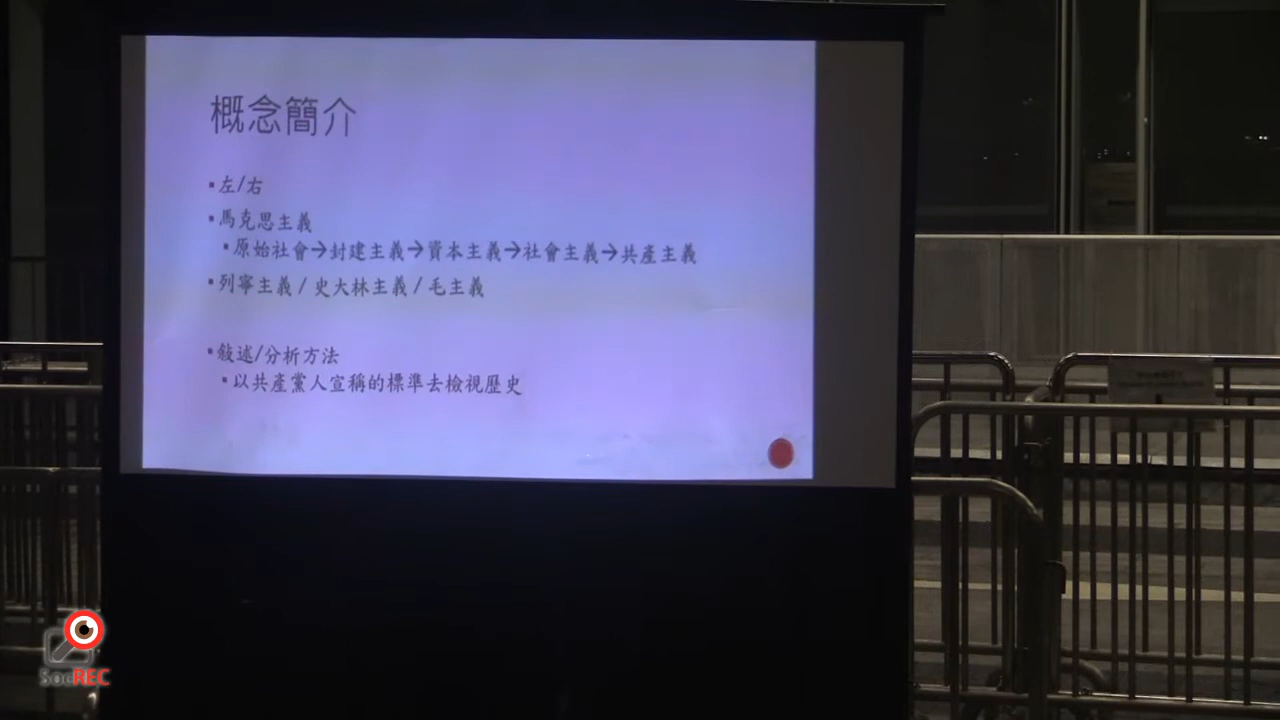 概念簡介
▪左/右
▪馬克思主義
▪原始社會→封建主義→資本主義→社會主義→共產主義
▪列寧主義 / 史大林主義 / 毛主義
▪敍述/分析方法
▪以共產黨人宣稱的標準去檢視歷史
SocREC